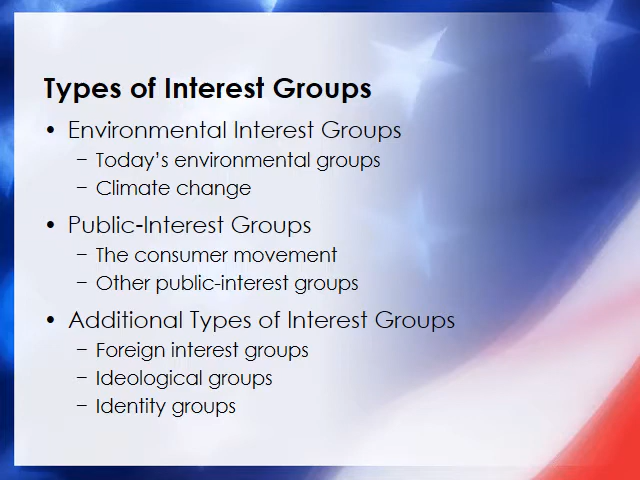 Types of Interest Groups
• Environmental Interest Groups
– Today's environmental groups
– Climate change
• Public-Interest Groups
– The consumer movement
– Other public-interest groups
• Additional Types of Interest Groups
– Foreign interest groups
– Ideological groups
– Identity groups